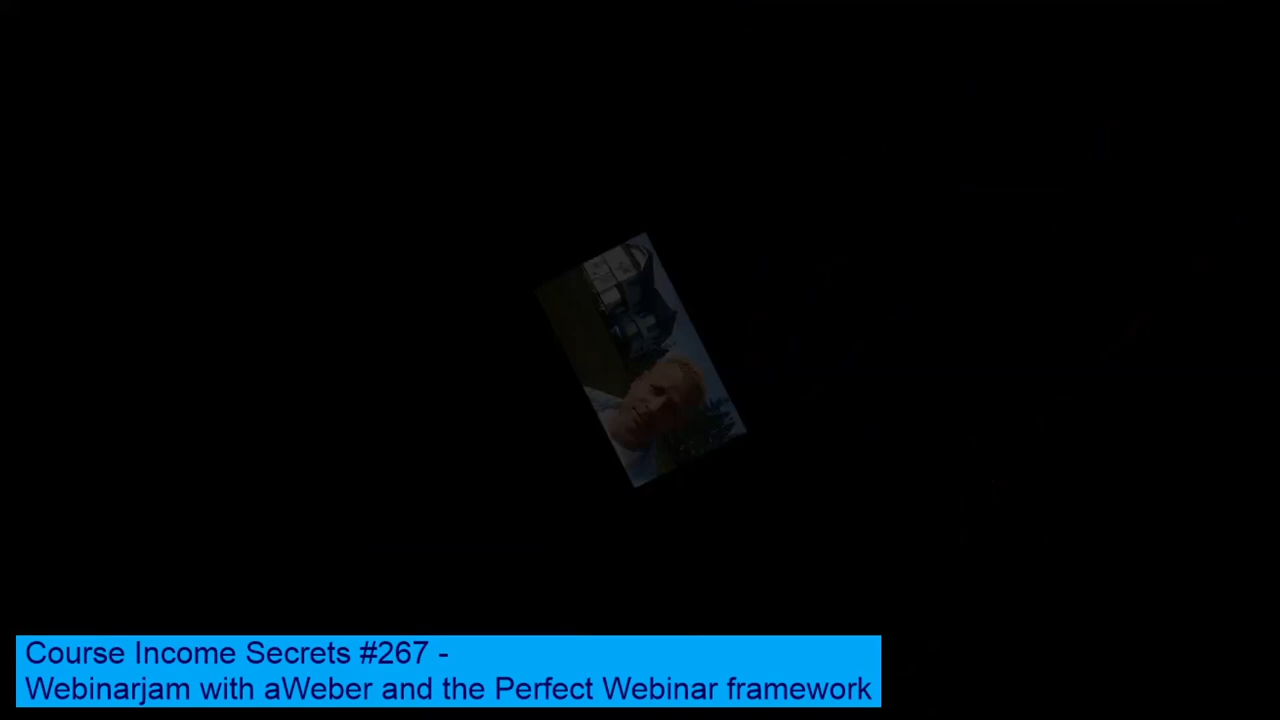 Course Income Secrets #267 -
Webinarjam with aWeber and the Perfect Webinar framework